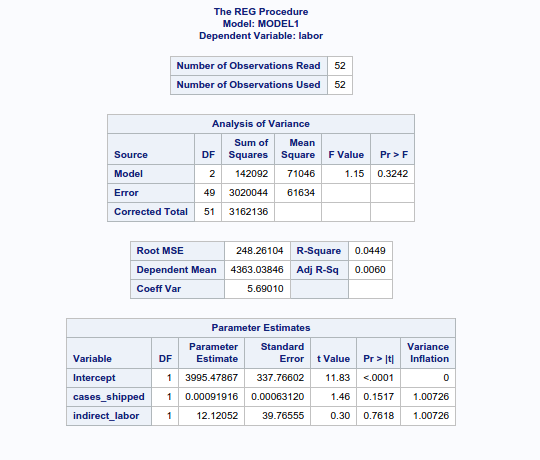 The REG Procedure
Model: MODEL1
Dependent Variable: labor
Number of Observations Read 52
Number of Observations Used 52
Analysis of Variance
Source DF Sum of Squares Mean Square F Value Pr > F
Model 2 142092 71046 1.15 0.3242
Error 49 3020044 61634
Corrected Total 51 3162136
Root MSE 248.26104 R-Square 0.0449
Dependent Mean 4363.03846 Adj R-Sq 0.0060
Coeff Var 5.69010
Parameter Estimates
Variable DF Parameter Estimate Standard Error t Value Pr > |t| Variance Inflation
Intercept 1 3995.47867 337.76602 11.83 <.0001 0
cases_shipped 1 0.00091916 0.00063120 1.46 0.1517 1.00726
indirect_labor 1 12.12052 39.76555 0.30 0.7618 1.00726